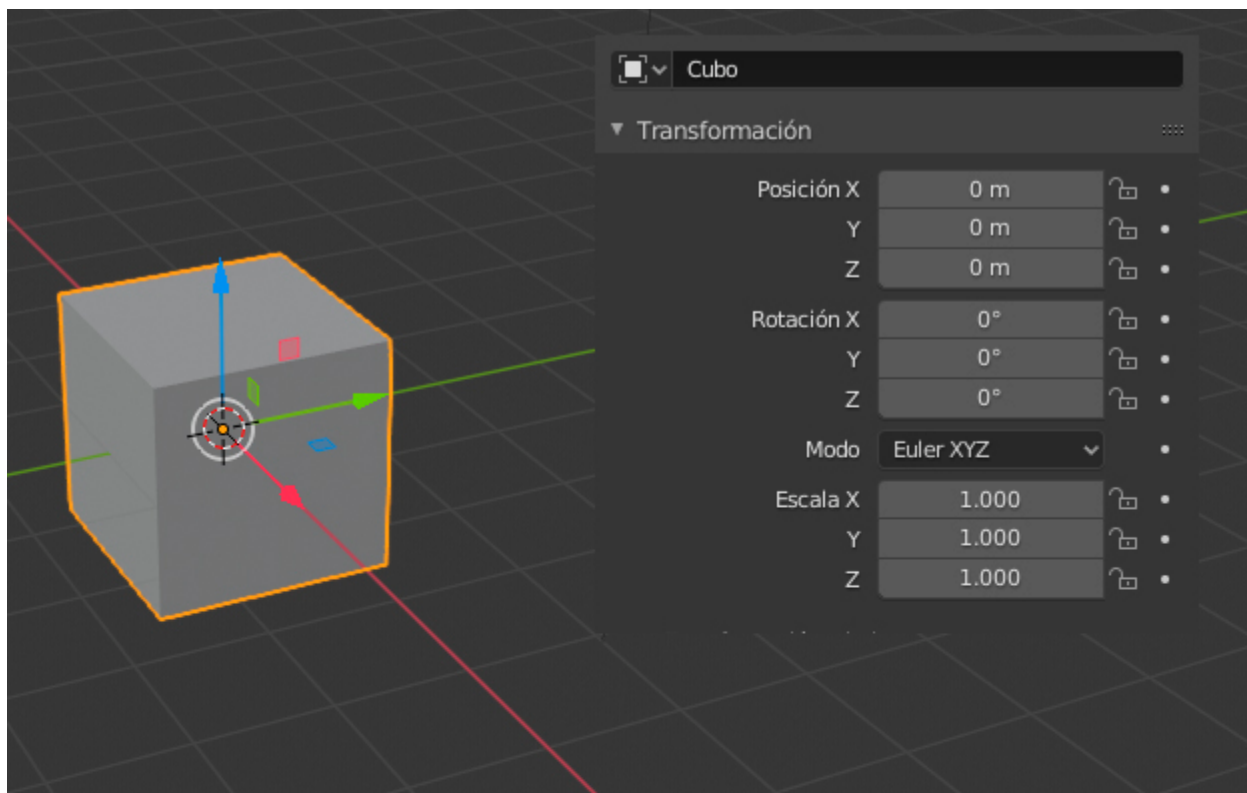 Cubo
Transformación
Posición X 0 m
Y 0 m
Z 0 m
Rotación X 0°
Y 0°
Z 0°
Modo Euler XYZ
Escala X 1.000
Y 1.000
Z 1.000